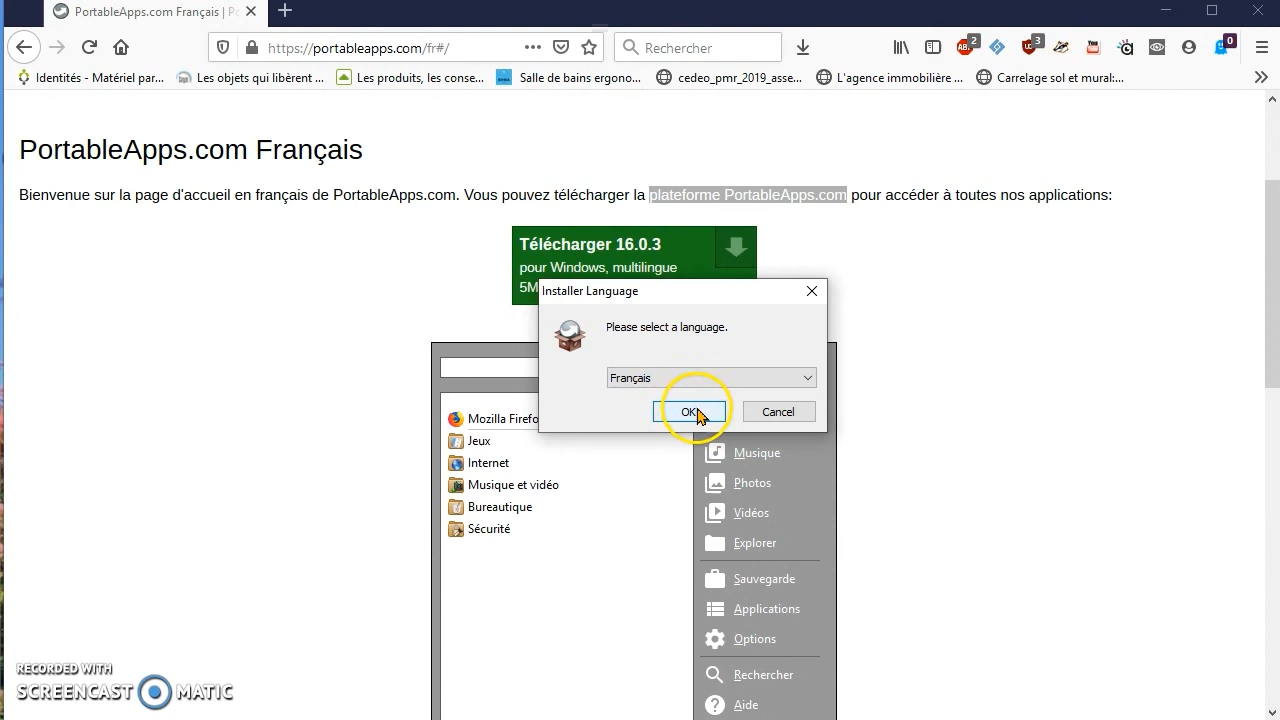 PortableApps.com Français | P
https://portableapps.com/fr#/
Rechercher
2
3
0
Identités - Matériel par...
Les objets qui libèrent ...
Les produits, les conse...
Salle de bains ergono...
cedeo_pmr_2019_asse...
L'agence immobilière ...
Carrelage sol et mural:...
PortableApps.com Français
Bienvenue sur la page d'accueil en français de PortableApps.com. Vous pouvez télécharger la plateforme PortableApps.com pour accéder à toutes nos applications:
Télécharger 16.0.3
pour Windows, multilingue
5M
Installer Language
Please select a language.
Français
OK
Cancel
Mozilla Firefo
Jeux
Internet
Musique et vidéo
Bureautique
Sécurité
Musique
Photos
Vidéos
Explorer
Sauvegarde
Applications
Options
Rechercher
Aide
RECORDED WITH
SCREENCAST MATIC